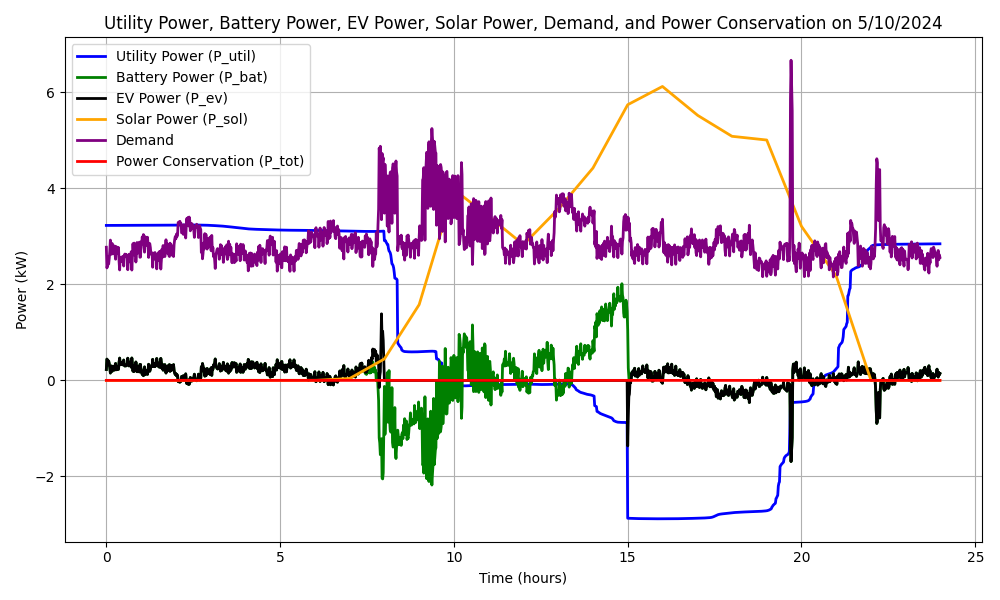 Utility Power, Battery Power, EV Power, Solar Power, Demand, and Power Conservation on 5/10/2024
Utility Power (P_util)
Battery Power (P_bat)
EV Power (P_ev)
Solar Power (P_sol)
Demand
Power Conservation (P_tot)
Power (kW)
6
4
2
0
−2
0
5
10
15
20
25
Time (hours)